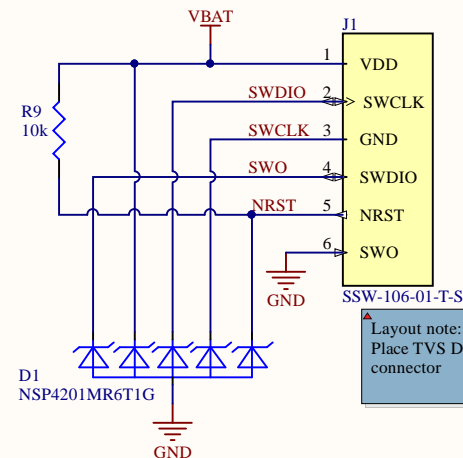 VBAT
J1
1 VDD
SWDIO 2 SWCLK
R9
10k
SWCLK 3 GND
SWO 4 SWDIO
NRST 5 NRST
6 SWO
GND
SSW-106-01-T-S
Layout note:
Place TVS D
connector
D1
NSP4201MR6T1G
GND